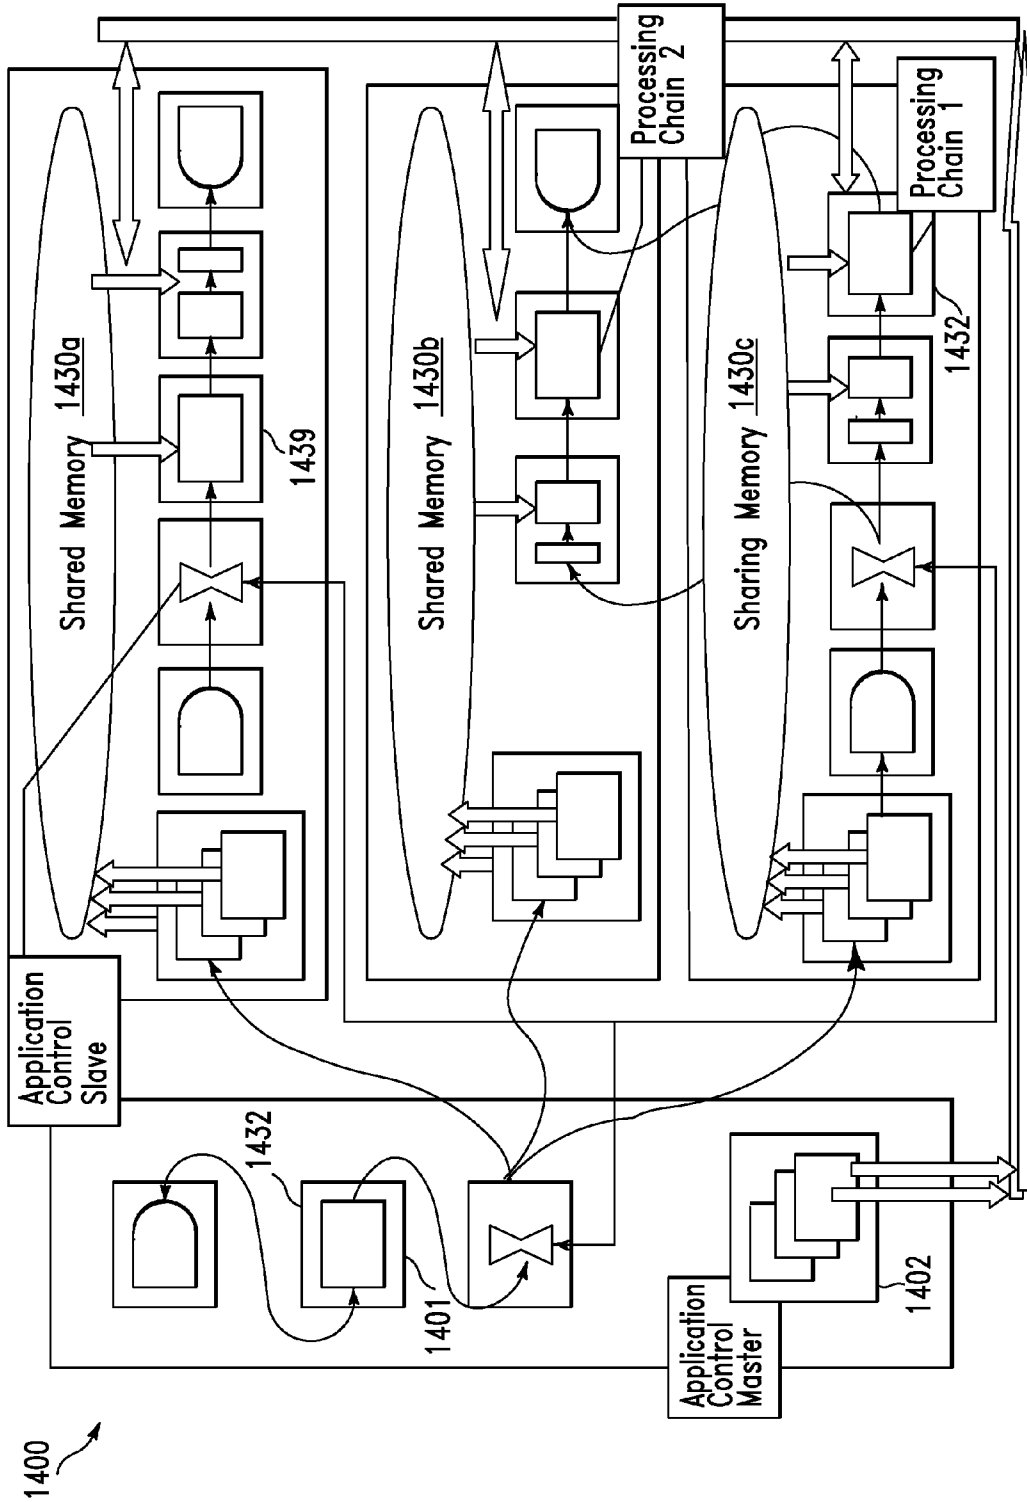 1400
Application
Control
Slave
Shared Memory 1430a
1439
Shared Memory 1430b
Processing
Chain 2
Sharing Memory 1430c
Processing
Chain 1
1432
1432
1401
Application
Control
Master
1402